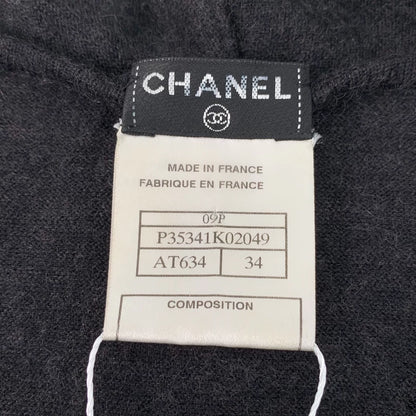 CHANEL
MADE IN FRANCE
FABRIQUE EN FRANCE
09P
P35341K02049
AT634 34
COMPOSITION